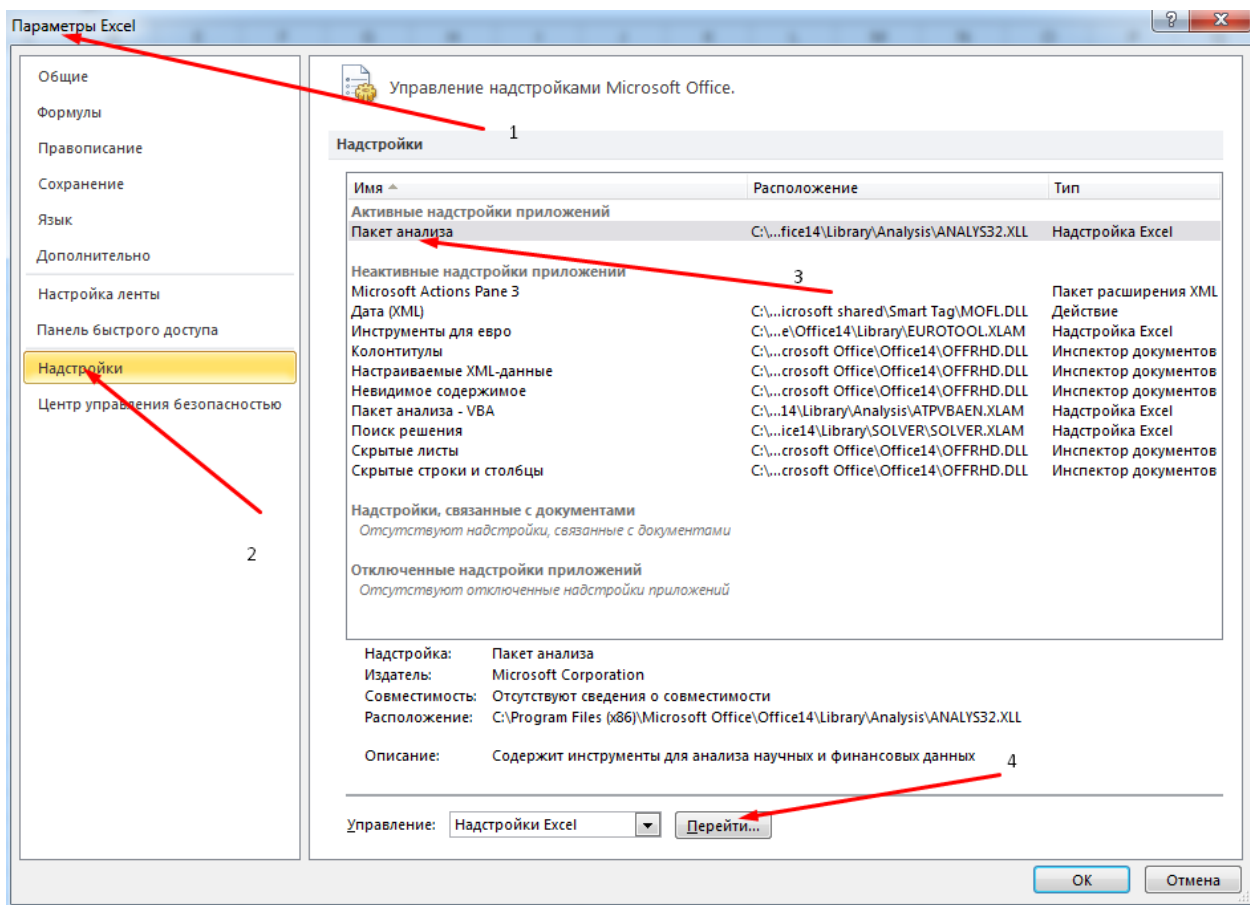 Параметры Excel
Общие
Формулы
Правописание
Сохранение
Язык
Дополнительно
Настройка ленты
Панель быстрого доступа
Надстройки
Центр управления безопасностью
2
Управление надстройками Microsoft Office.
1
Надстройки
Имя Расположение Тип
Активные надстройки приложений
Пакет анализа C:\...fice14\Library\Analysis\ANALYS32.XLL Надстройка Excel
3
Неактивные надстройки приложений
Microsoft Actions Pane 3 Пакет расширения XML
Дата (XML) C:\...icrosoft shared\Smart Tag\MOFL.DLL Действие
Инструменты для евро C:\...e\Office14\Library\EUROTOOL.XLAM Надстройка Excel
Колонтитулы C:\...crosoft Office\Office14\OFFRHD.DLL Инспектор документов
Настраиваемые XML-данные C:\...crosoft Office\Office14\OFFRHD.DLL Инспектор документов
Невидимое содержимое C:\...crosoft Office\Office14\OFFRHD.DLL Инспектор документов
Пакет анализа - VBA C:\...14\Library\Analysis\ATPVBAEN.XLAM Надстройка Excel
Поиск решения C:\...ice14\Library\SOLVER\SOLVER.XLAM Надстройка Excel
Скрытые листы C:\...crosoft Office\Office14\OFFRHD.DLL Инспектор документов
Скрытые строки и столбцы C:\...crosoft Office\Office14\OFFRHD.DLL Инспектор документов
Надстройки, связанные с документами
Отсутствуют надстройки, связанные с документами
Отключенные надстройки приложений
Отсутствуют отключенные надстройки приложений
Надстройка: Пакет анализа
Издатель: Microsoft Corporation
Совместимость: Отсутствуют сведения о совместимости
Расположение: C:\Program Files (x86)\Microsoft Office\Office14\Library\Analysis\ANALYS32.XLL
Описание: Содержит инструменты для анализа научных и финансовых данных
4
Управление: Надстройки Excel Перейти...
ОК Отмена